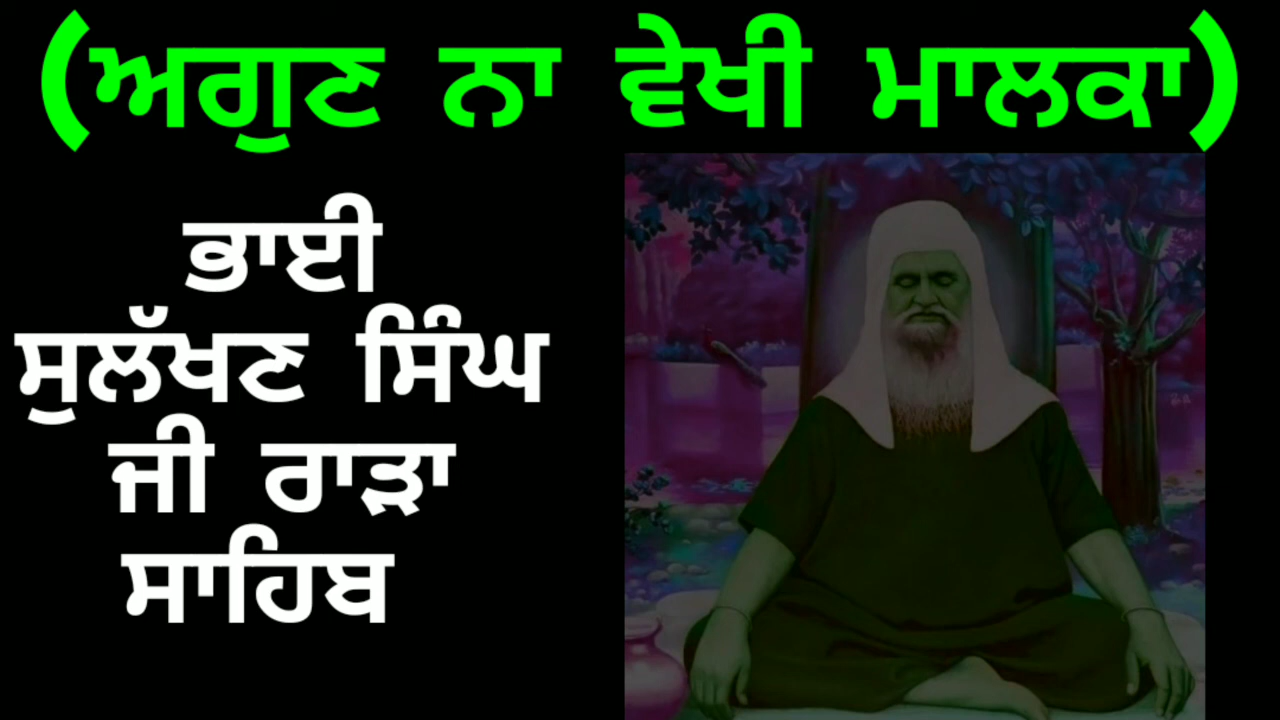 (ਅਗੁਣ ਨਾ ਵੇਖੀ ਮਾਲਕਾ)
ਭਾਈ
ਸੁਲੱਖਣ ਸਿੰਘ
ਜੀ ਰਾੜਾ
ਸਾਹਿਬ